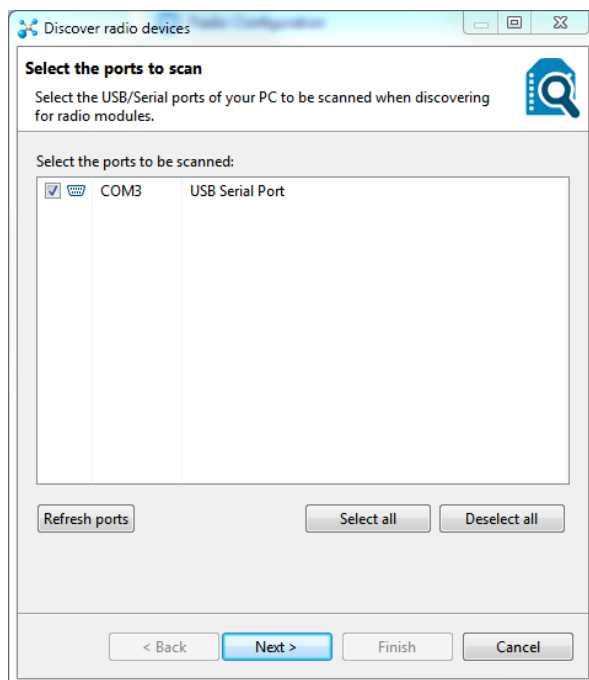 Discover radio devices
Select the ports to scan
Select the USB/Serial ports of your PC to be scanned when discovering
for radio modules.
Select the ports to be scanned:
COM3 USB Serial Port
Refresh ports Select all Deselect all
< Back Next > Finish Cancel